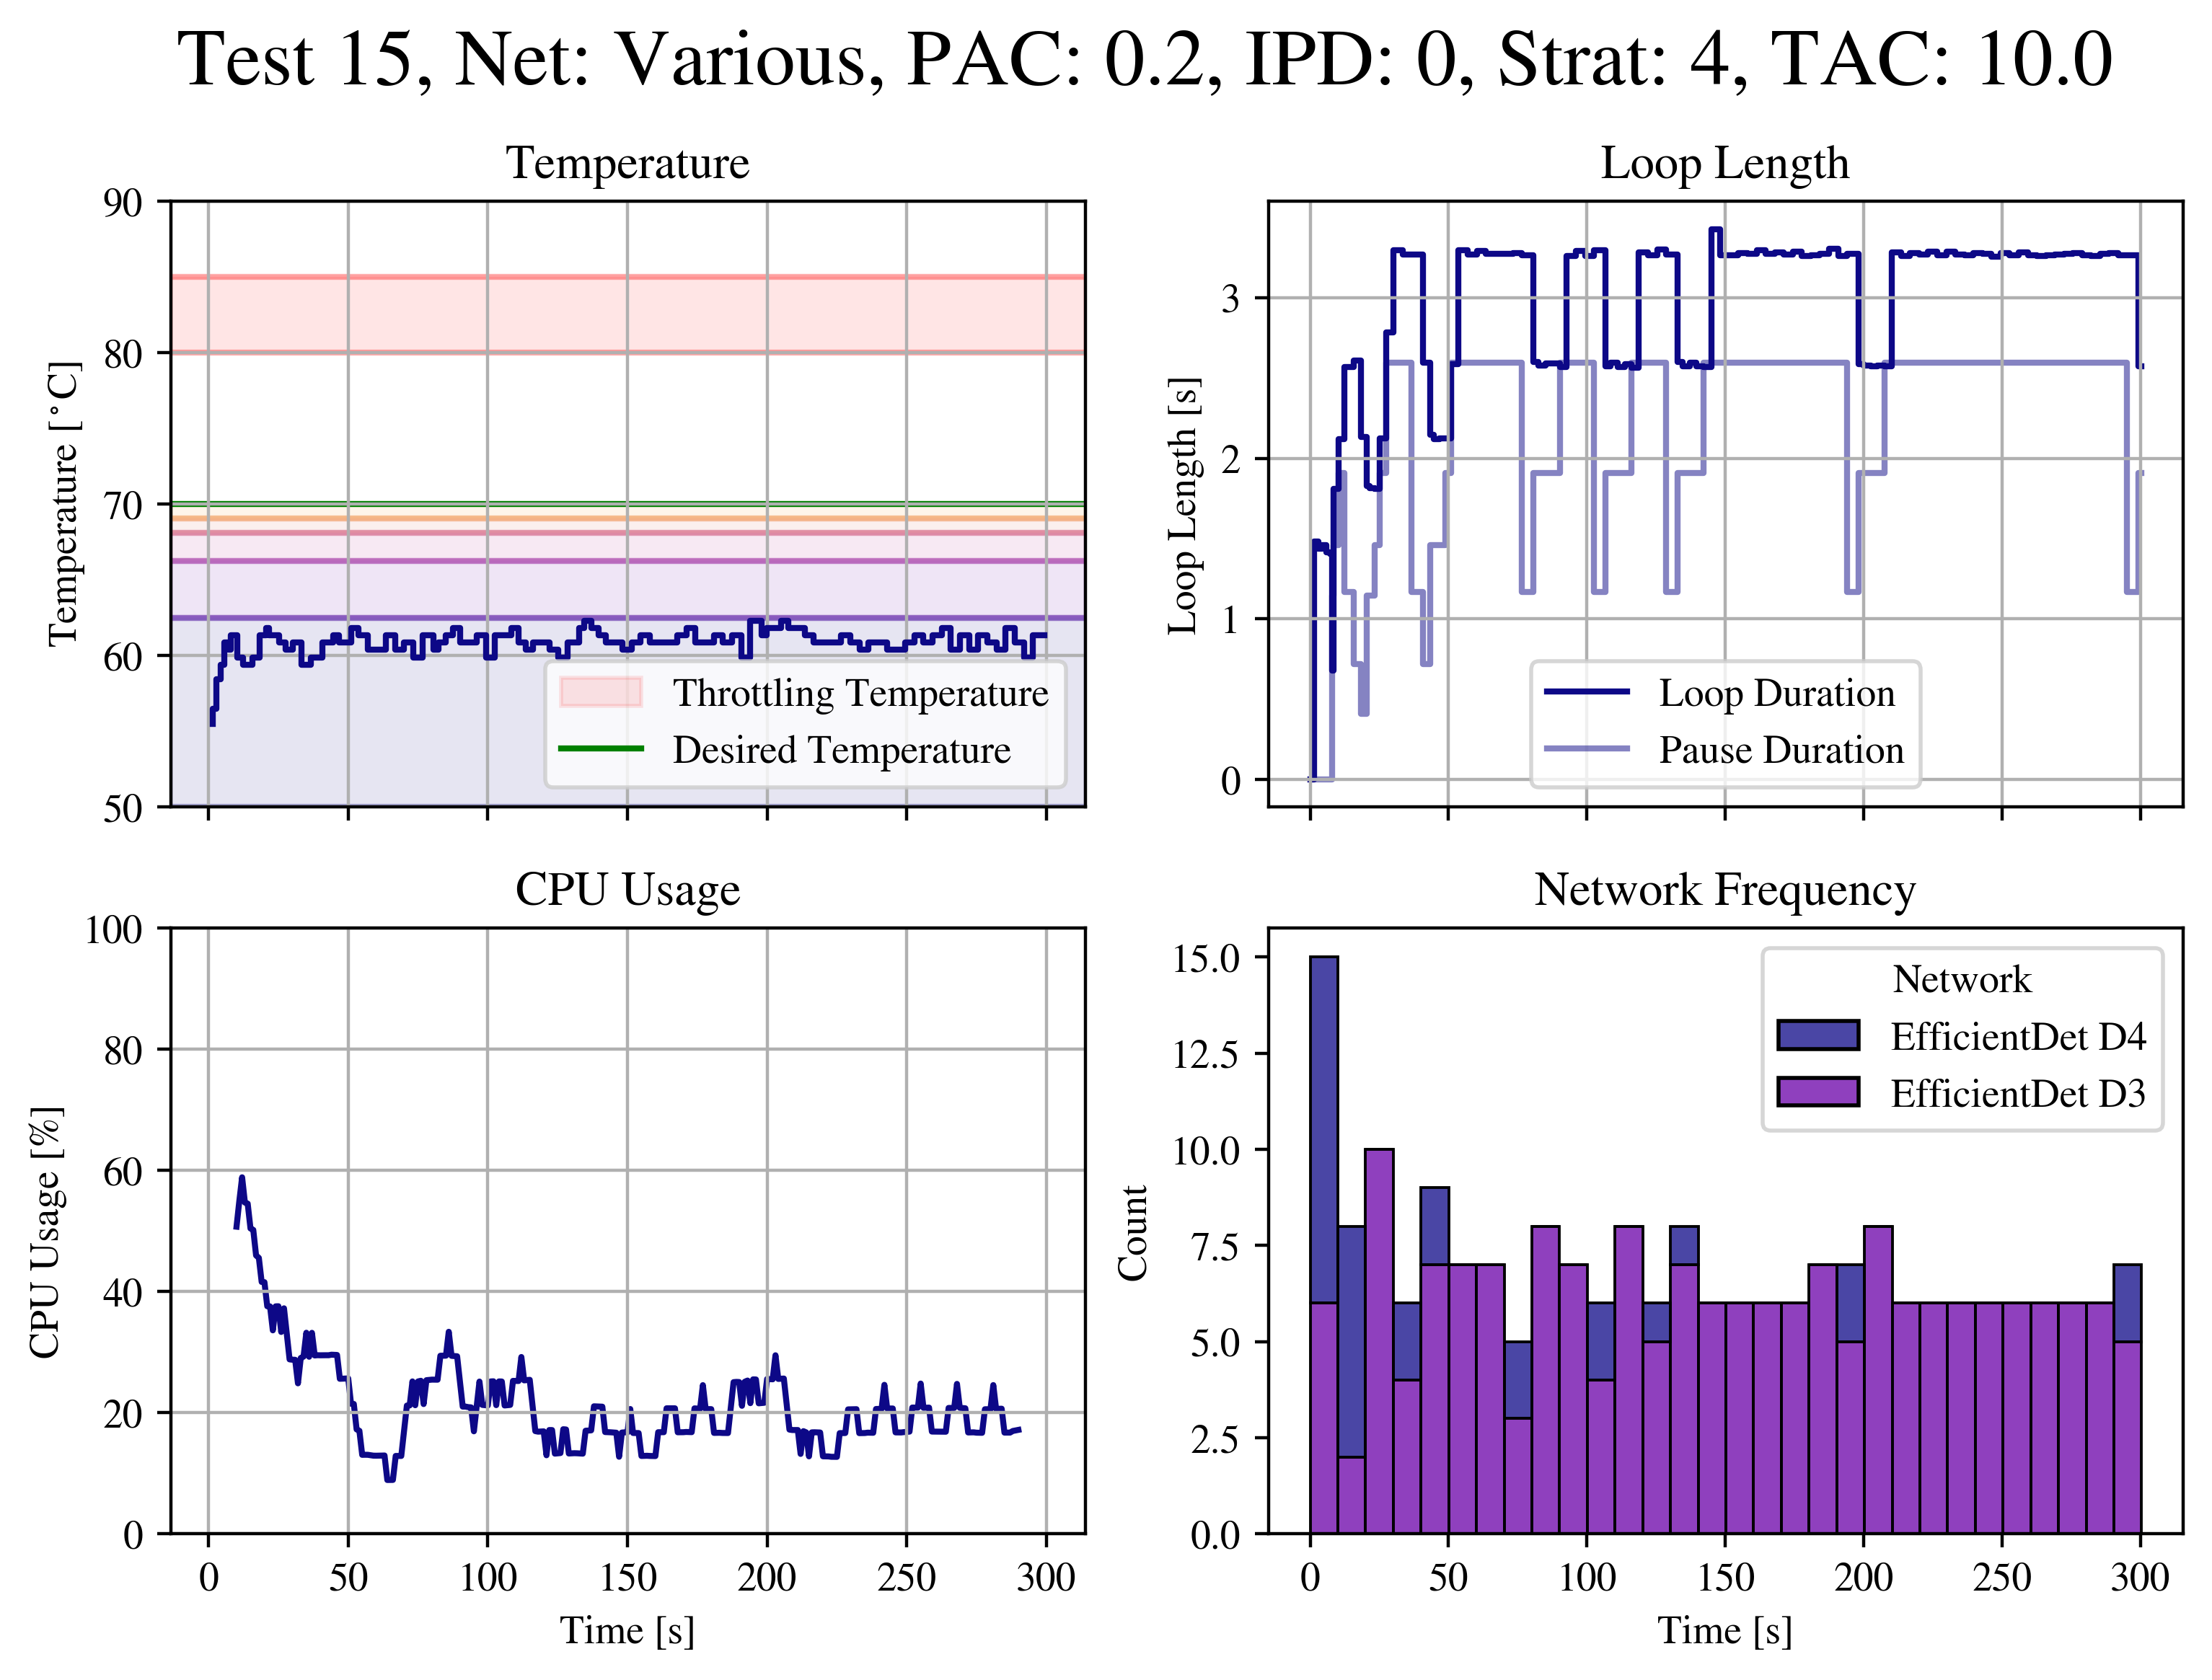 Test 15, Net: Various, PAC: 0.2, IPD: 0, Strat: 4, TAC: 10.0
Temperature
90
80
70
60
50
Temperature [°C]
Throttling Temperature
Desired Temperature
Loop Length
3
2
1
0
Loop Length [s]
Loop Duration
Pause Duration
CPU Usage
100
80
60
40
20
0
CPU Usage [%]
0 50 100 150 200 250 300
Time [s]
Network Frequency
15.0
12.5
10.0
7.5
5.0
2.5
0.0
Count
Network
EfficientDet D4
EfficientDet D3
0 50 100 150 200 250 300
Time [s]